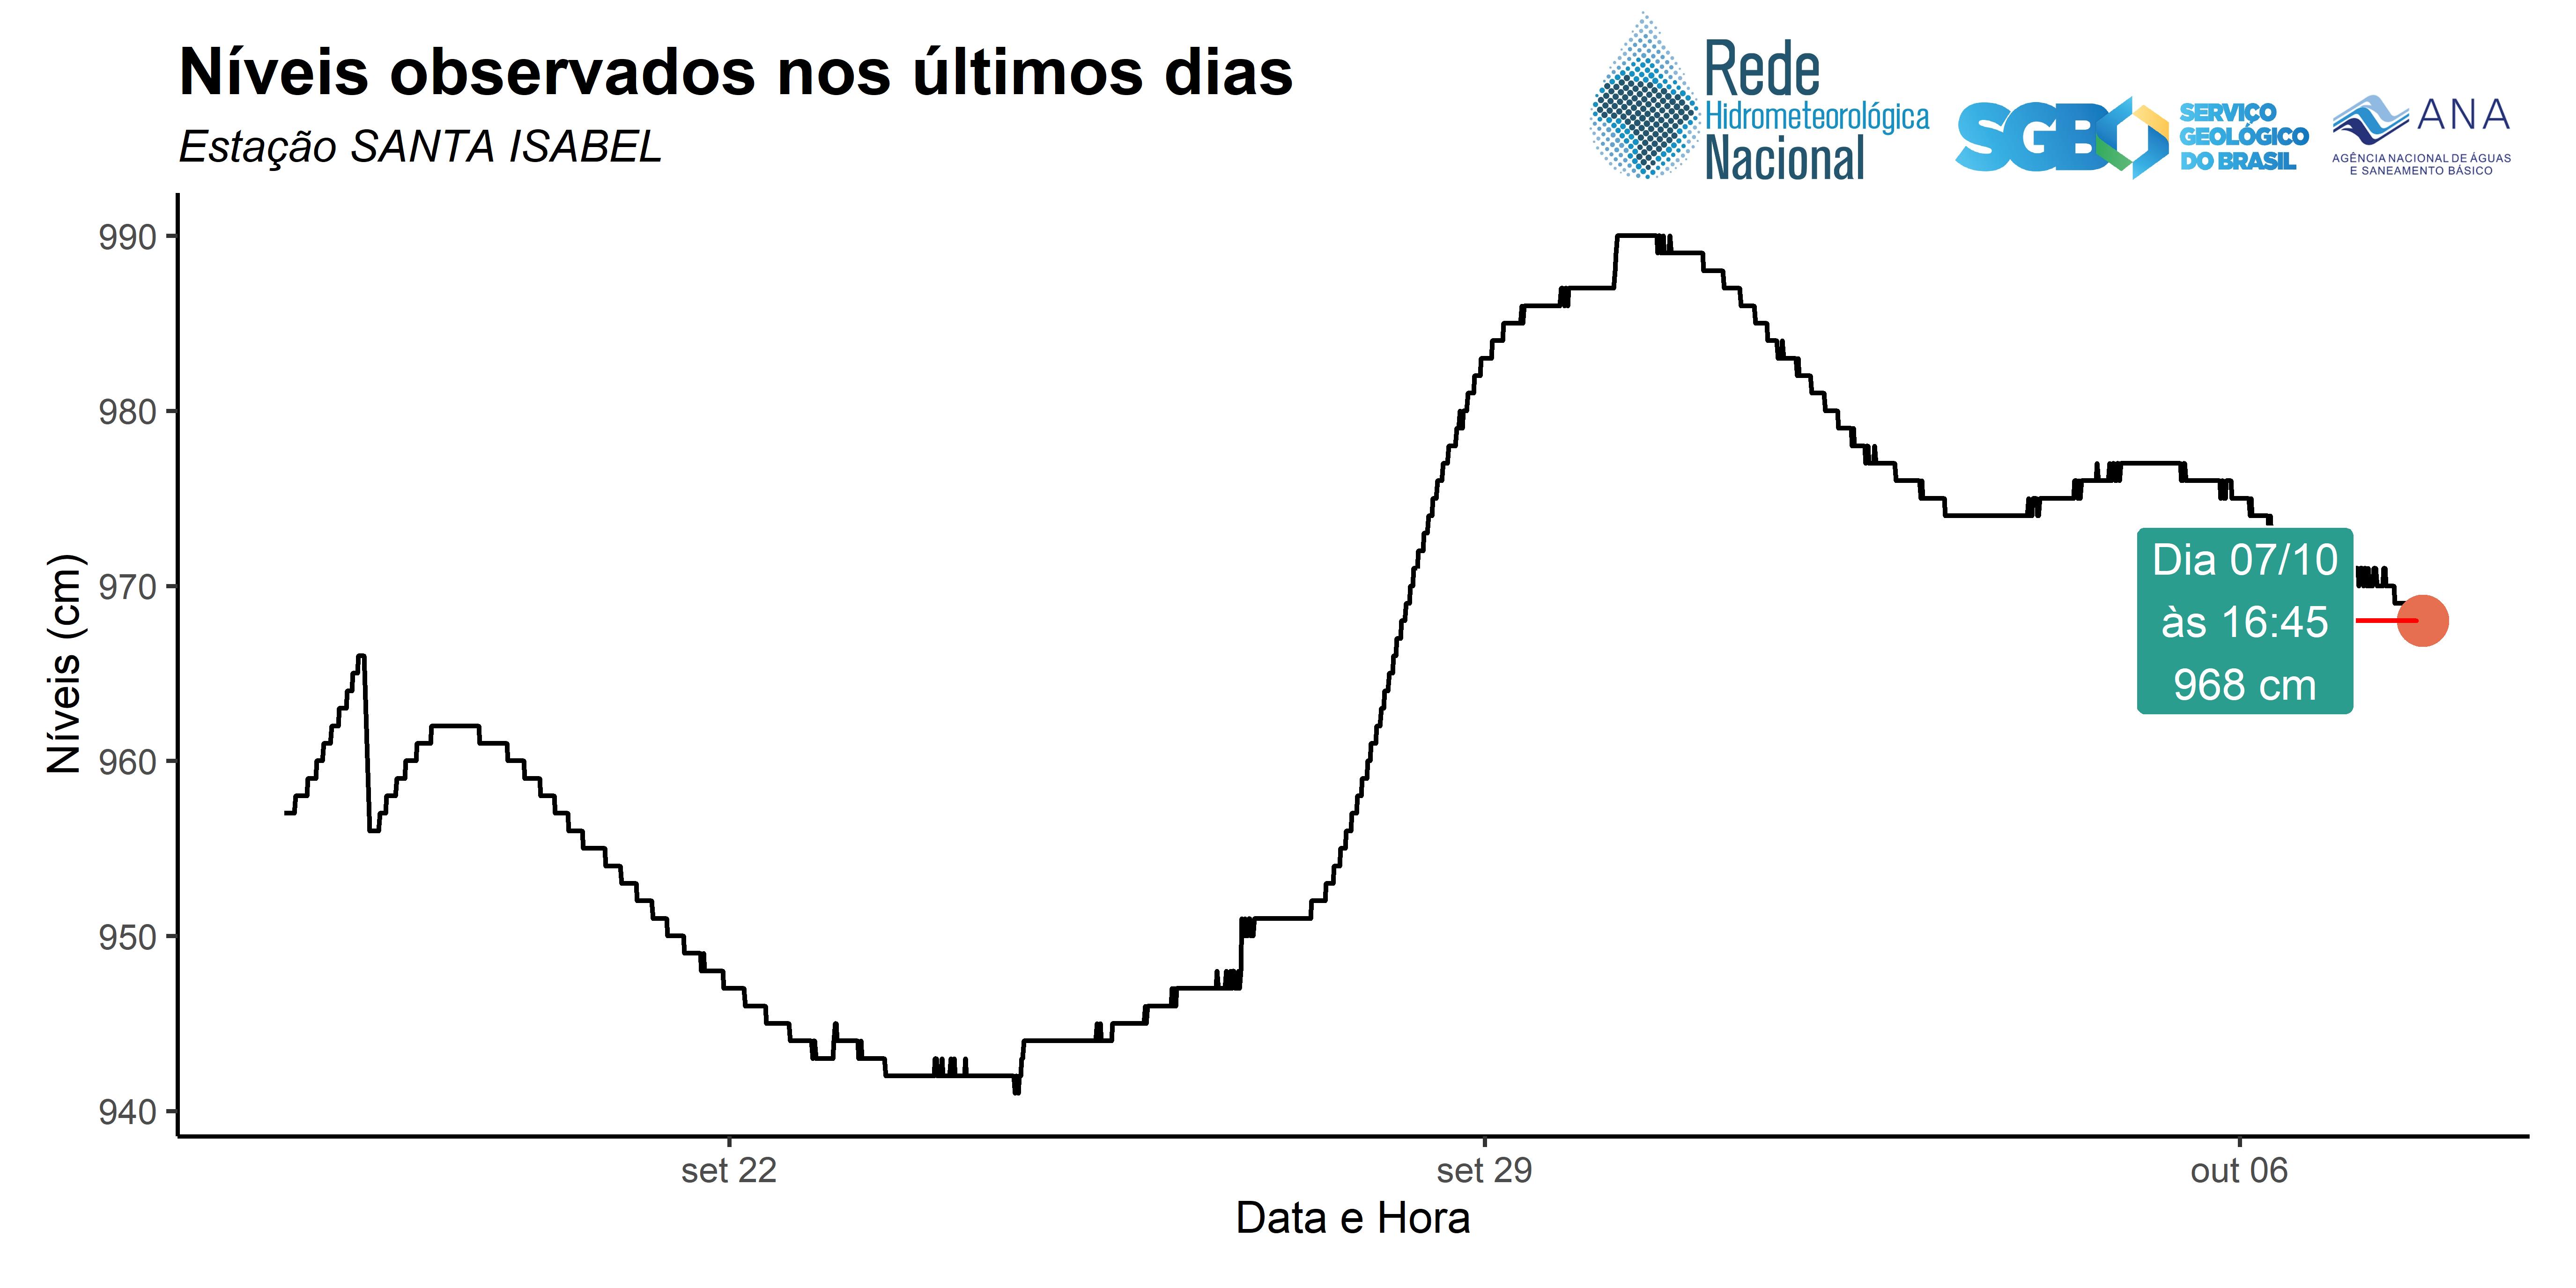 Níveis observados nos últimos dias
Estação SANTA ISABEL
Rede
Hidrometeorológica
Nacional
SGB
SERVIÇO
GEOLÓGICO
DO BRASIL
ANA
AGÊNCIA NACIONAL DE ÁGUAS
E SANEAMENTO BÁSICO
Níveis (cm)
990
980
970
960
950
940
Dia 07/10
às 16:45
968 cm
set 22
set 29
out 06
Data e Hora